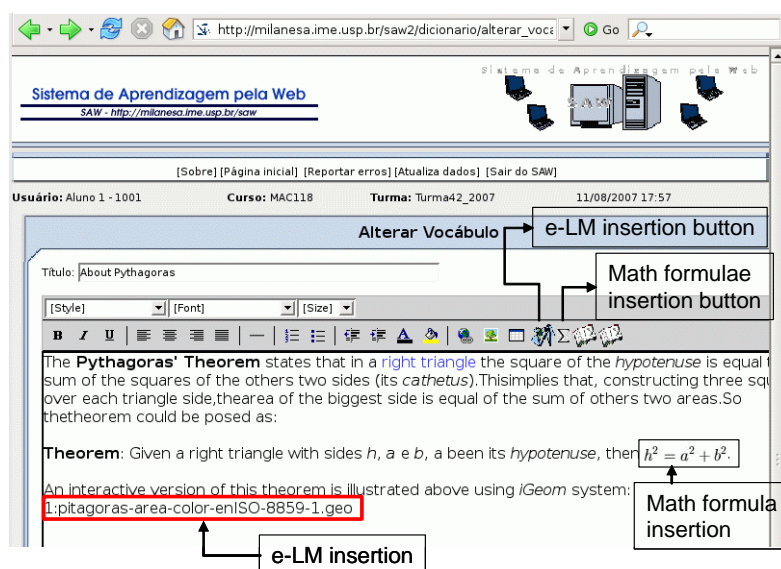 http://milanesa.ime.usp.br/saw2/dicionario/alterar_voca
Go
Sistema de Aprendizagem pela Web
Sistema de Aprendizagem pela Web
SAW - http://milanesa.ime.usp.br/saw
SAW
[Sobre] [Página inicial] [Reportar erros] [Atualiza dados] [Sair do SAW]
Usuário: Aluno 1 - 1001 Curso: MAC118 Turma: Turma42_2007 11/08/2007 17:57
Alterar Vocábulo
e-LM insertion button
Título: About Pythagoras
Math formulae
insertion button
[Style] [Font] [Size]
B I U
The Pythagoras' Theorem states that in a right triangle the square of the hypotenuse is equal t
sum of the squares of the others two sides (its cathetus).Thisimplies that, constructing three squ
over each triangle side,thearea of the biggest side is equal of the sum of others two areas.So
thetheorem could be posed as:
Theorem: Given a right triangle with sides h, a e b, a been its hypotenuse, then h² = a² + b².
An interactive version of this theorem is illustrated above using iGeom system:
1:pitagoras-area-color-enISO-8859-1.geo
Math formula
insertion
e-LM insertion